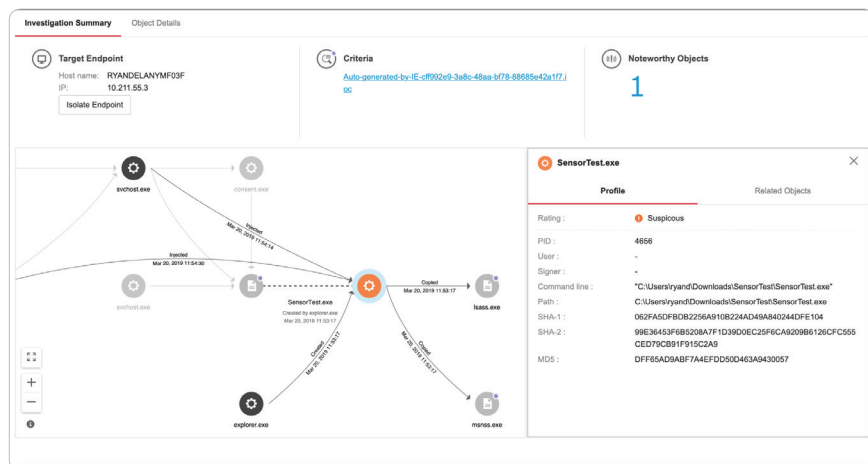 Investigation Summary
Object Details
Target Endpoint
Host name: RYANDELANYMF03F
IP: 10.211.55.3
Isolate Endpoint
Criteria
Auto-generated-by-IE-cff992e9-3a8c-48aa-bf78-88685e42a1f7.i
oc
Noteworthy Objects
1
svchost.exe
consent.exe
Injected
Mar 20, 2019 11:54:14
Injected
Mar 20, 2019 11:54:30
svchost.exe
SensorTest.exe
Created by explorer.exe
Mar 20, 2019 11:53:17
Copied
Mar 20, 2019 11:53:17
lsass.exe
Created
Mar 20, 2019 11:53:17
Copied
Mar 20, 2019 11:53:17
explorer.exe
msnss.exe
SensorTest.exe
Profile
Related Objects
Rating : Suspicous
PID : 4656
User : -
Signer : -
Command line : "C:\Users\ryand\Downloads\SensorTest\SensorTest.exe"
Path : C:\Users\ryand\Downloads\SensorTest\SensorTest.exe
SHA-1 : 062FA5DFBDB2256A910B224AD49A840244DFE104
SHA-2 : 99E36453F6B5208A7F1D39D0EC25F6CA9209B6126CFC555
CED79CB91F915C2A9
MD5 : DFF65AD9ABF7A4EFDD50D463A9430057